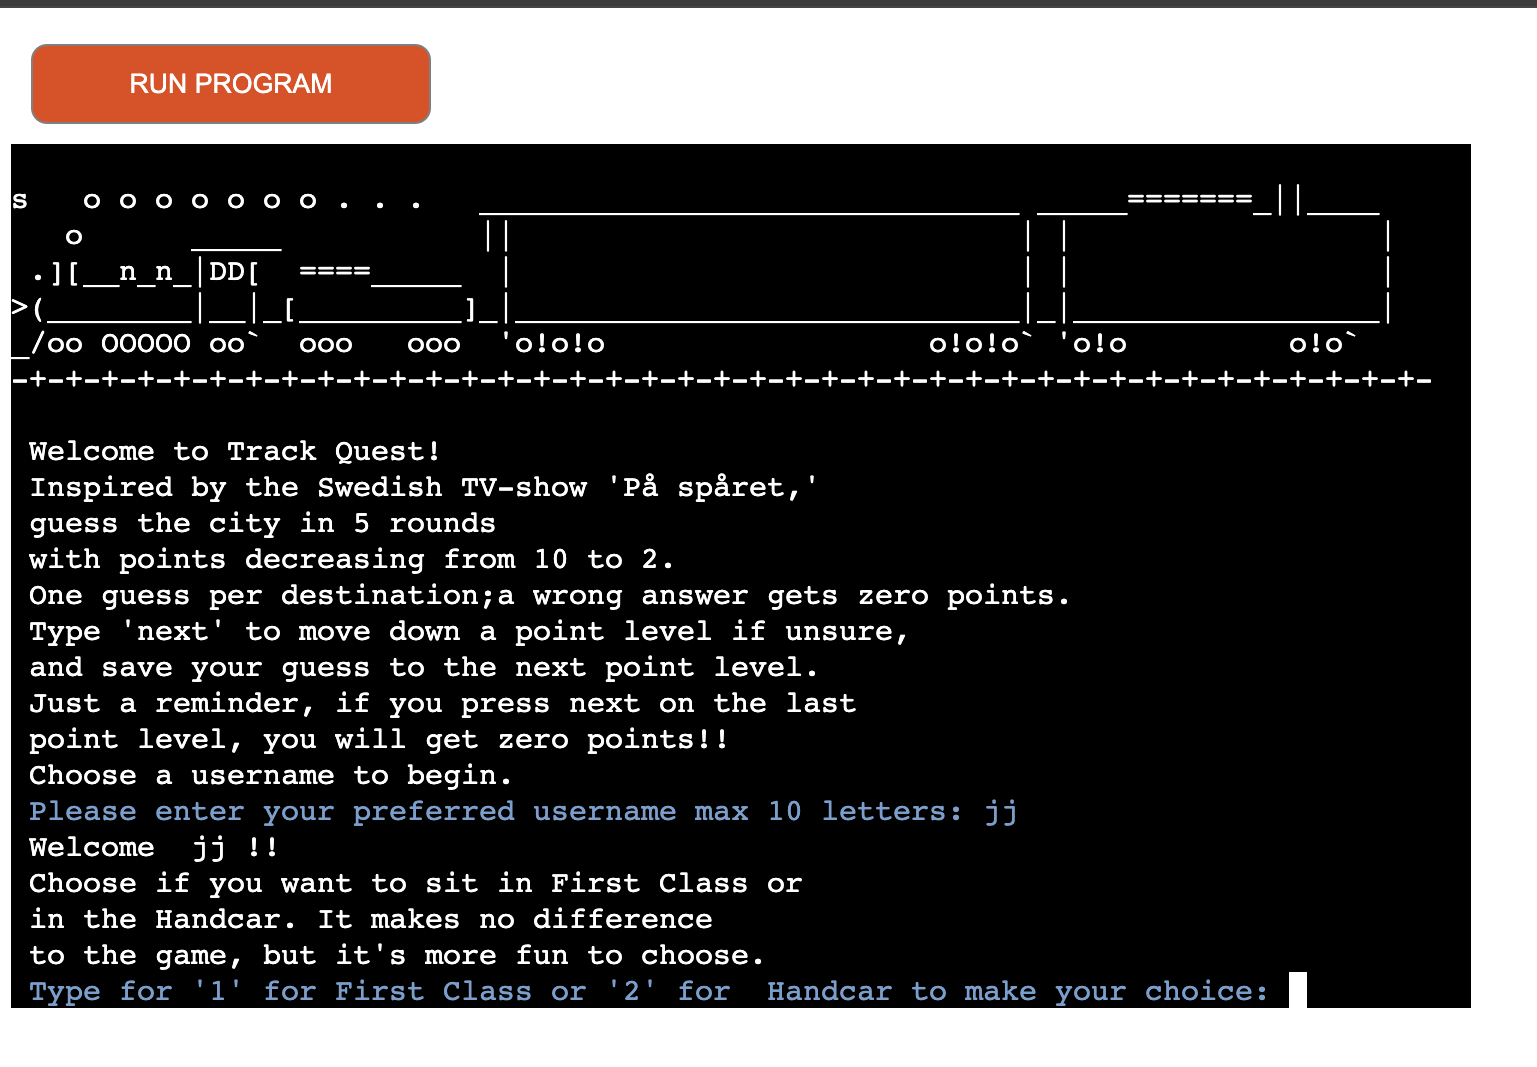 RUN PROGRAM
s   o o o o o o o . . .   ______________________________ _____=======_||____
   o      _____           ||                            | |                 |
 .][__n_n_|DD[  ====_____  |                            | |                 |
>(________|__|_[_________]_|____________________________|_|_________________|
_/oo OOOOO oo`  ooo   ooo  'o!o!o                  o!o!o` 'o!o         o!o`
-+-+-+-+-+-+-+-+-+-+-+-+-+-+-+-+-+-+-+-+-+-+-+-+-+-+-+-+-+-+-+-+-+-+-+-+-+-+-+-
Welcome to Track Quest!
Inspired by the Swedish TV-show 'På spåret,'
guess the city in 5 rounds
with points decreasing from 10 to 2.
One guess per destination;a wrong answer gets zero points.
Type 'next' to move down a point level if unsure,
and save your guess to the next point level.
Just a reminder, if you press next on the last
point level, you will get zero points!!
Choose a username to begin.
Please enter your preferred username max 10 letters: jj
Welcome  jj !!
Choose if you want to sit in First Class or
in the Handcar. It makes no difference
to the game, but it's more fun to choose.
Type for '1' for First Class or '2' for  Handcar to make your choice: